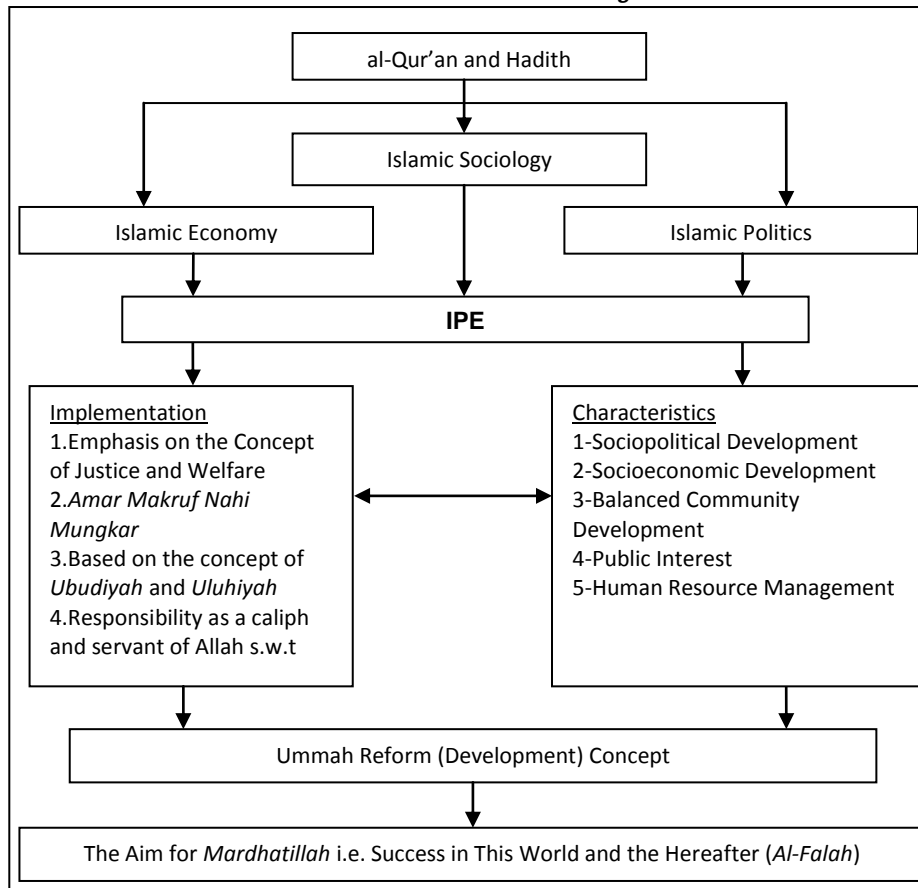 al-Qur’an and Hadith
Islamic Sociology
Islamic Economy
Islamic Politics
IPE
Implementation
1.Emphasis on the Concept
of Justice and Welfare
2.Amar Makruf Nahi
Mungkar
3.Based on the concept of
Ubudiyah and Uluhiyah
4.Responsibility as a caliph
and servant of Allah s.w.t
Characteristics
1-Sociopolitical Development
2-Socioeconomic Development
3-Balanced Community
Development
4-Public Interest
5-Human Resource Management
Ummah Reform (Development) Concept
The Aim for Mardhatillah i.e. Success in This World and the Hereafter (Al-Falah)